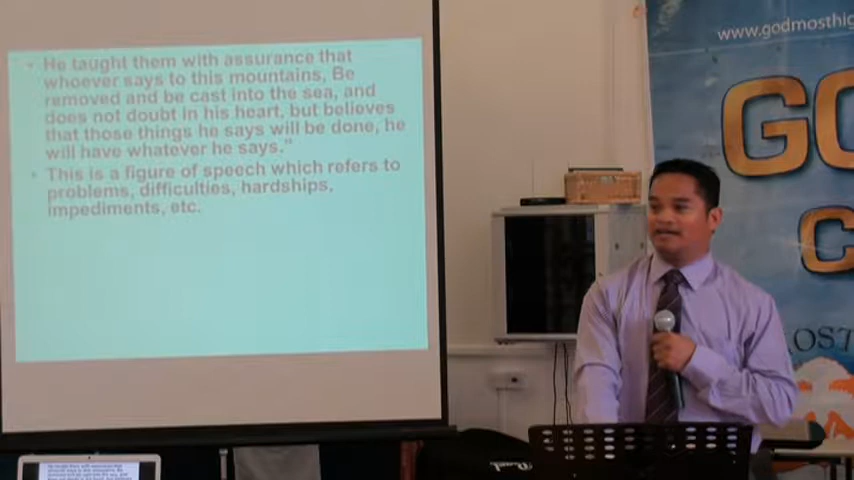 • He taught them with assurance that
whoever says to this mountains, Be
removed and be cast into the sea, and
does not doubt in his heart, but believes
that those things he says will be done, he
will have whatever he says."
• This is a figure of speech which refers to
problems, difficulties, hardships,
impediments, etc.
www.godmosthi
GO
C
OST